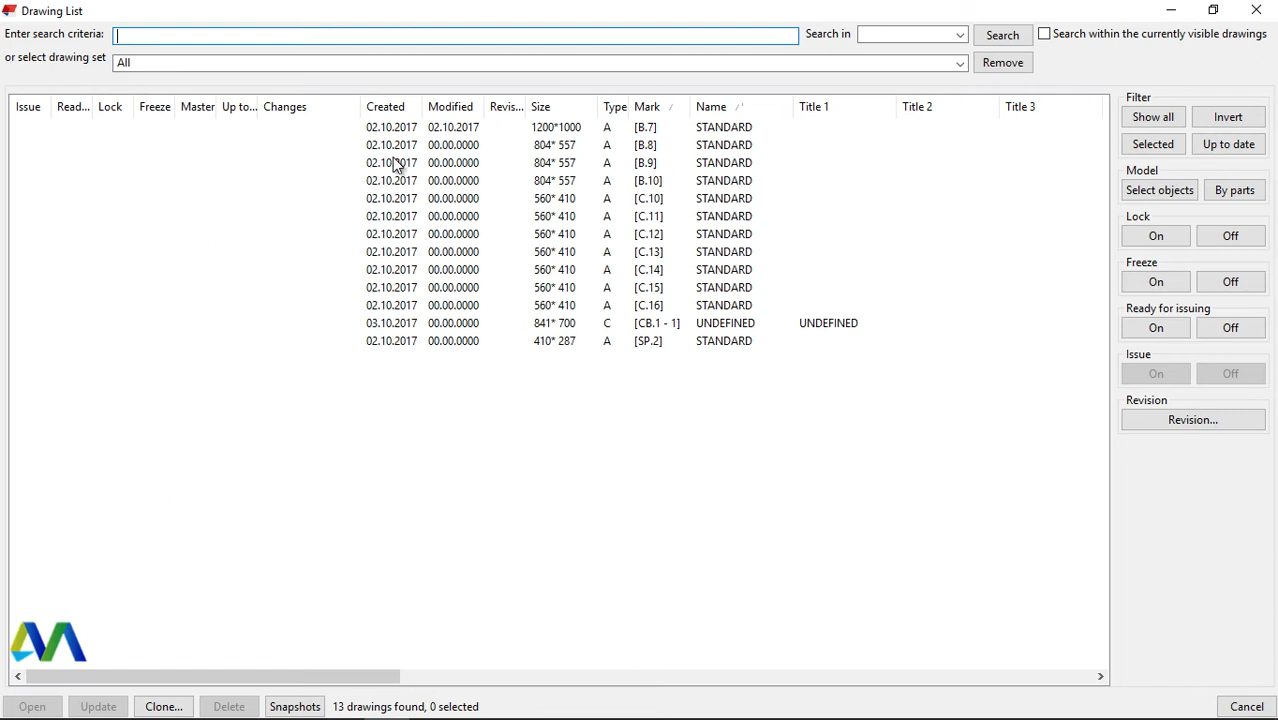 Drawing List
Enter search criteria: Search in Search Search within the currently visible drawings
or select drawing set All Remove
Issue Read... Lock Freeze Master Up to... Changes Created Modified Revis... Size Type Mark Name Title 1 Title 2 Title 3
02.10.2017 02.10.2017 1200*1000 A [B.7] STANDARD
02.10.2017 00.00.0000 804* 557 A [B.8] STANDARD
02.10.2017 00.00.0000 804* 557 A [B.9] STANDARD
02.10.2017 00.00.0000 804* 557 A [B.10] STANDARD
02.10.2017 00.00.0000 560* 410 A [C.10] STANDARD
02.10.2017 00.00.0000 560* 410 A [C.11] STANDARD
02.10.2017 00.00.0000 560* 410 A [C.12] STANDARD
02.10.2017 00.00.0000 560* 410 A [C.13] STANDARD
02.10.2017 00.00.0000 560* 410 A [C.14] STANDARD
02.10.2017 00.00.0000 560* 410 A [C.15] STANDARD
02.10.2017 00.00.0000 560* 410 A [C.16] STANDARD
03.10.2017 00.00.0000 841* 700 C [CB.1 - 1] UNDEFINED UNDEFINED
02.10.2017 00.00.0000 410* 287 A [SP.2] STANDARD
Filter
Show all Invert
Selected Up to date
Model
Select objects By parts
Lock
On Off
Freeze
On Off
Ready for issuing
On Off
Issue
On Off
Revision
Revision...
Open Update Clone... Delete Snapshots 13 drawings found, 0 selected Cancel